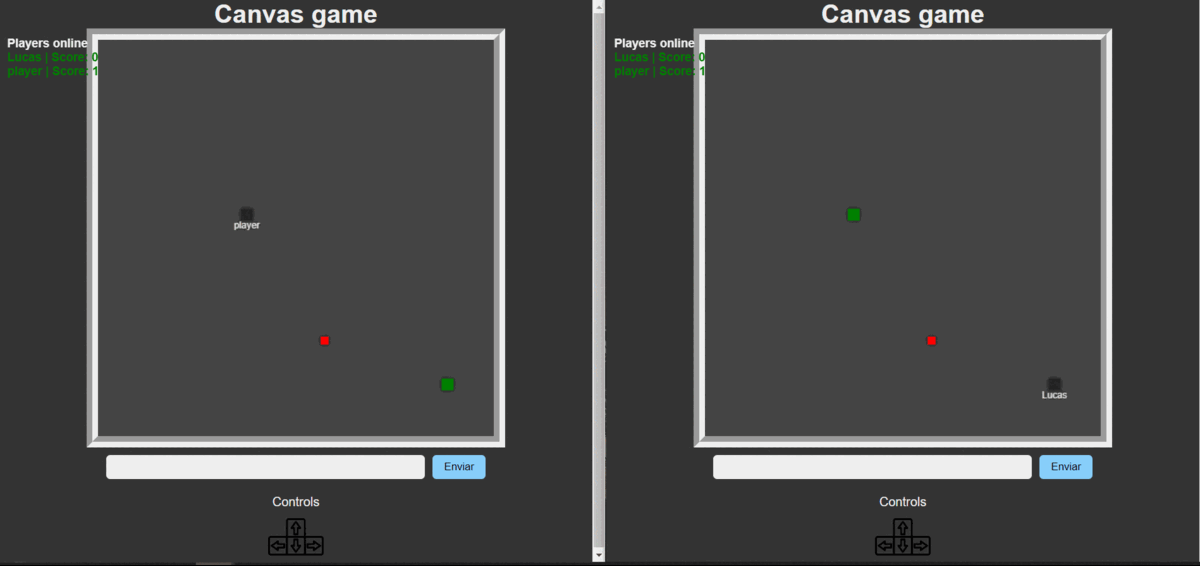 Canvas game
Players online
Lucas | Score: 0
player | Score: 1
player
Enviar
Controls
Canvas game
Players online
Lucas | Score: 0
player | Score: 1
Lucas
Enviar
Controls